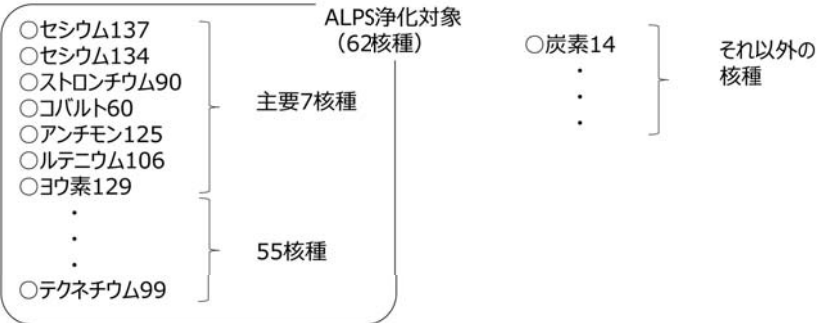 ALPS浄化対象
（62核種）
○セシウム137
○セシウム134
○ストロンチウム90
○コバルト60
○アンチモン125
○ルテニウム106
○ヨウ素129
主要7核種
・
・
・
○テクネチウム99
55核種
○炭素14
・
・
・
それ以外の
核種